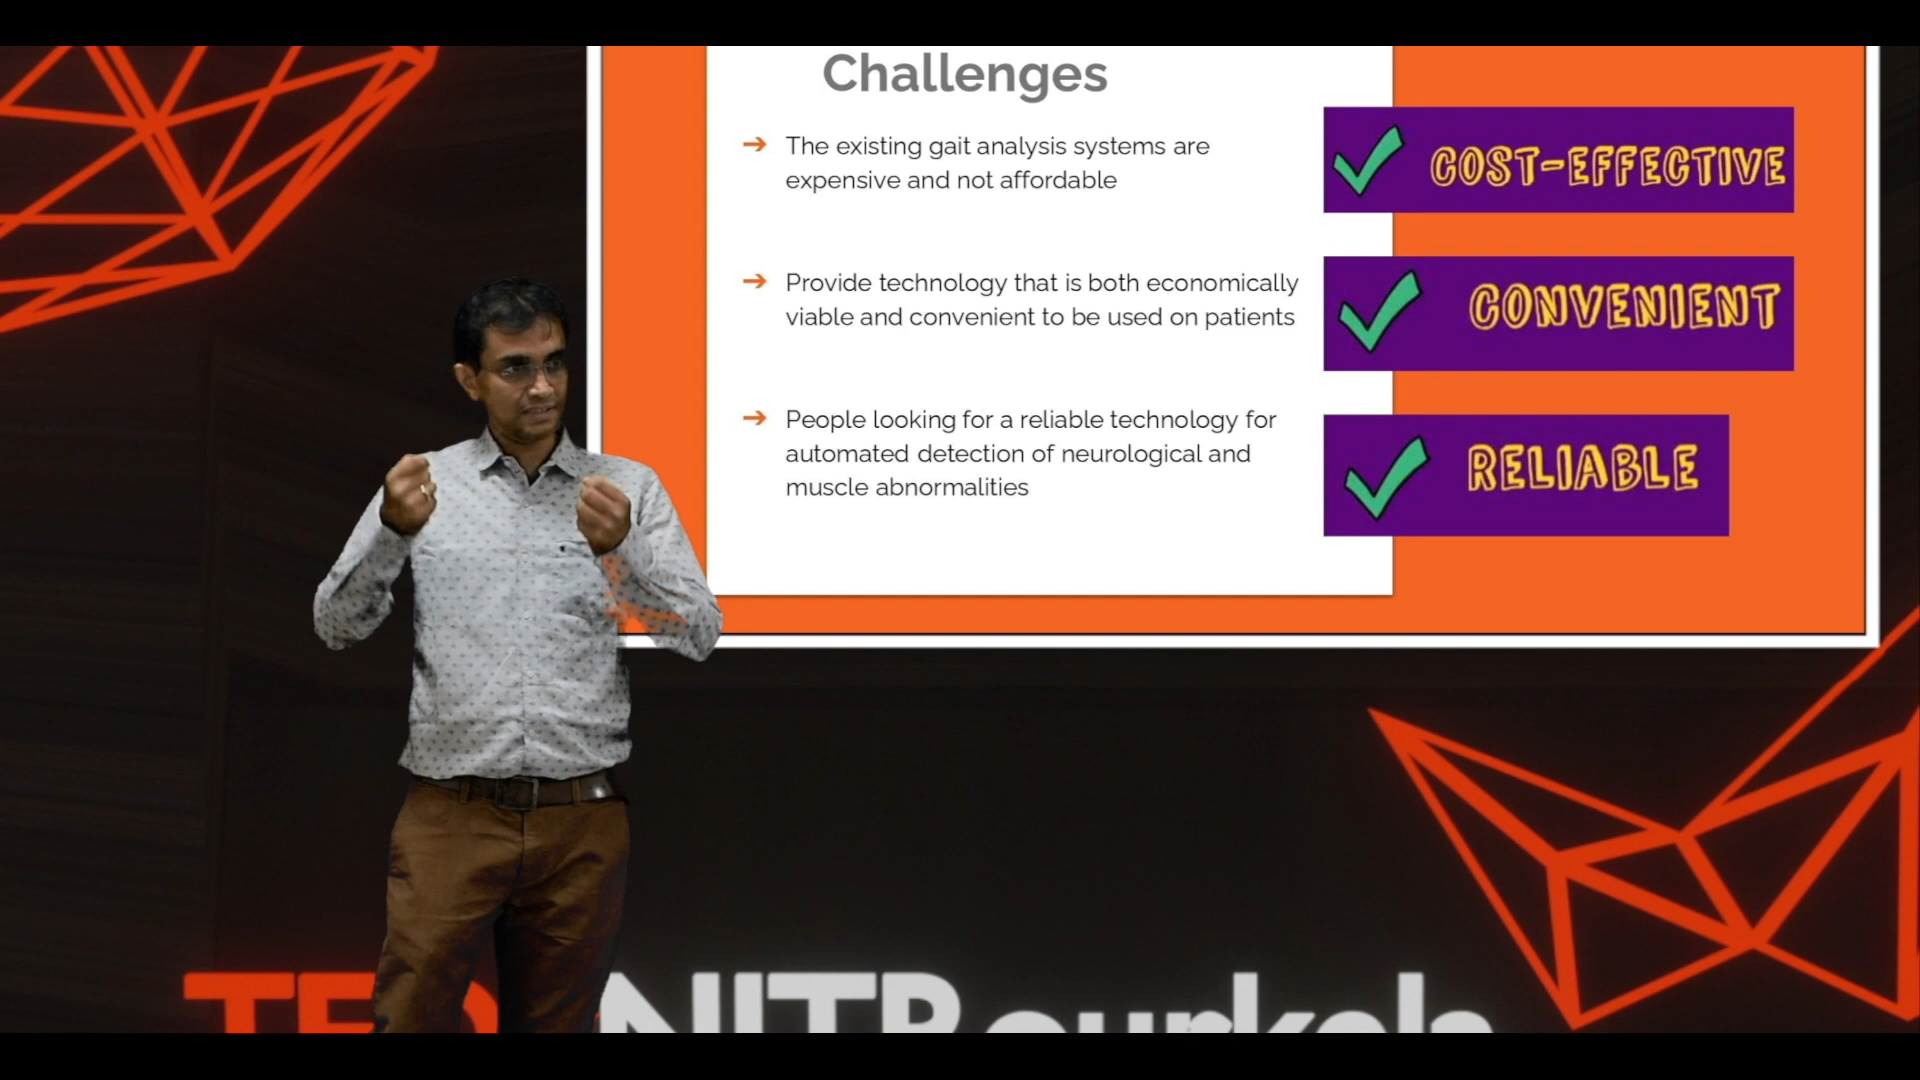 Challenges
➔ The existing gait analysis systems are
expensive and not affordable
➔ Provide technology that is both economically
viable and convenient to be used on patients
➔ People looking for a reliable technology for
automated detection of neurological and
muscle abnormalities
COST-EFFECTIVE
CONVENIENT
RELIABLE
TED NITRourkela